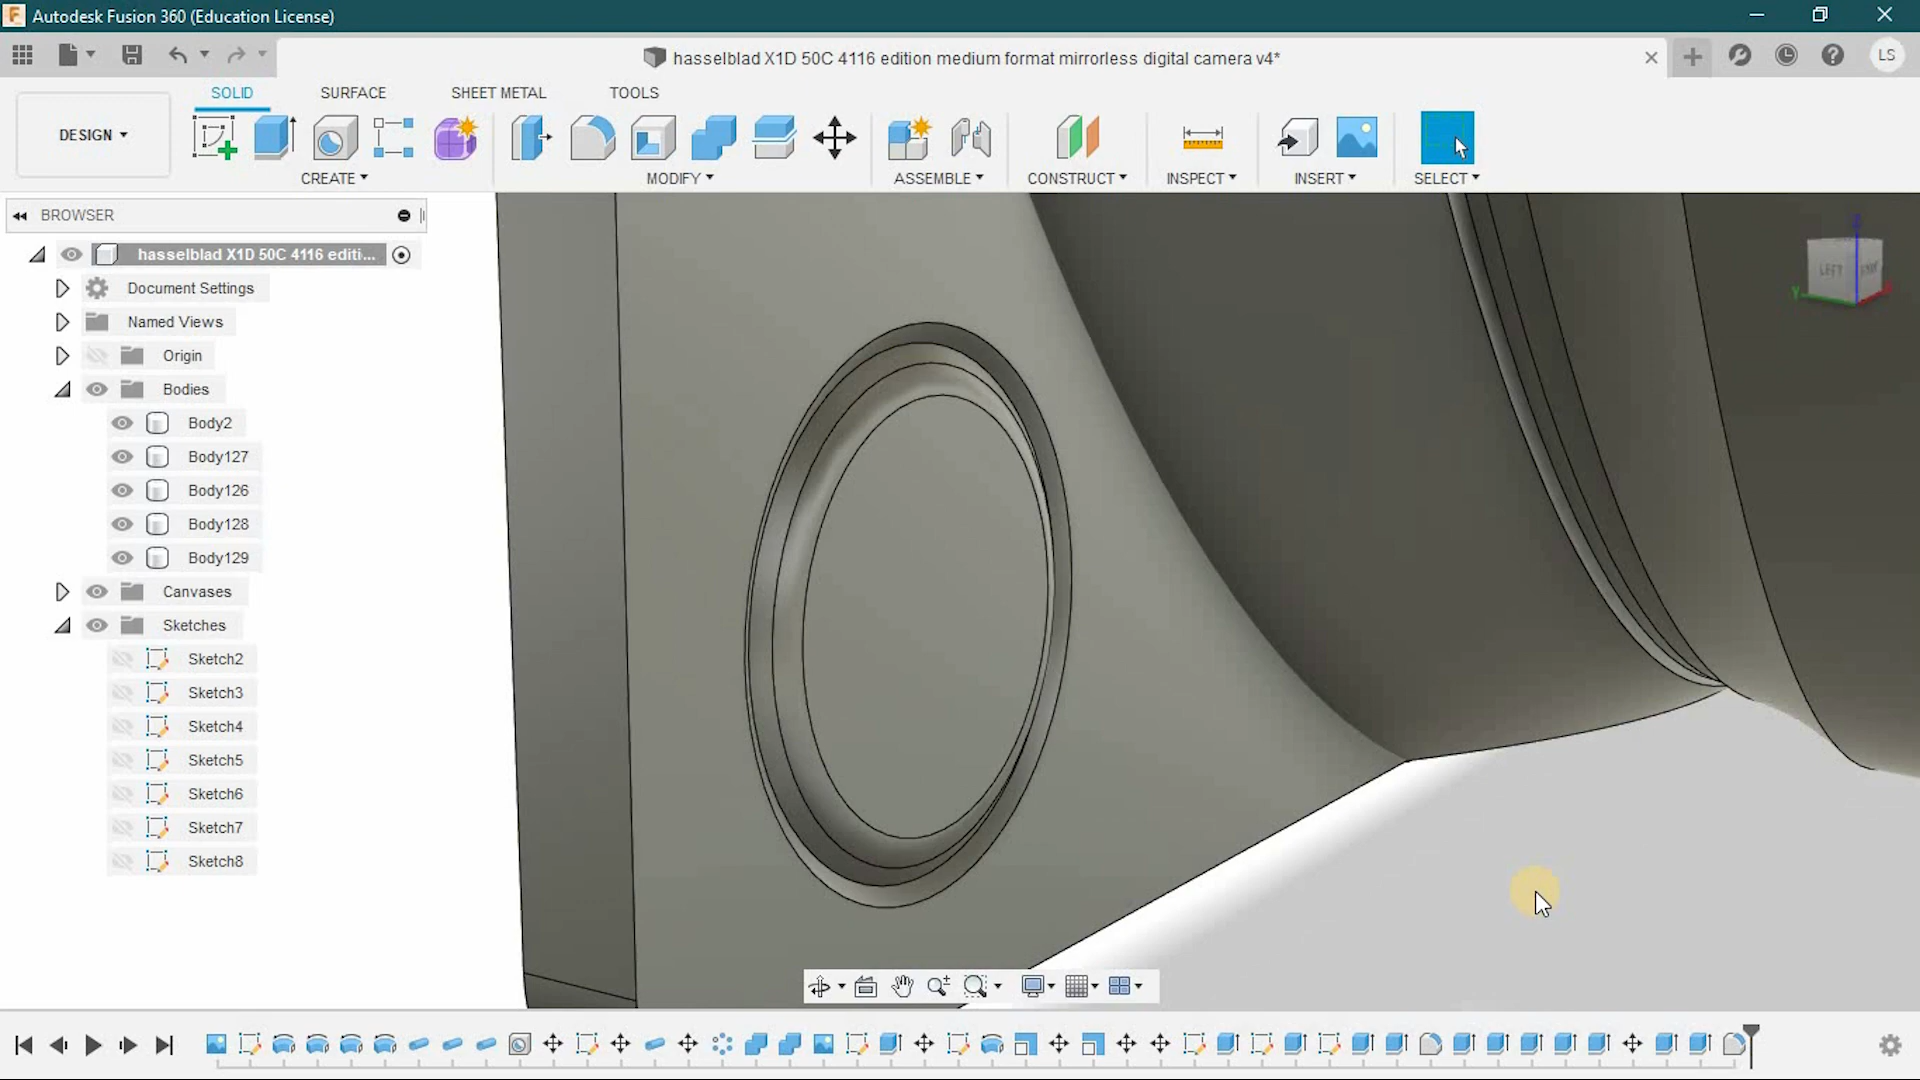 Autodesk Fusion 360 (Education License)
hasselblad X1D 50C 4116 edition medium format mirrorless digital camera v4*
LS
SOLID SURFACE SHEET METAL TOOLS
DESIGN
CREATE MODIFY ASSEMBLE CONSTRUCT INSPECT INSERT SELECT
BROWSER
hasselblad X1D 50C 4116 editi...
Document Settings
Named Views
Origin
Bodies
Body2
Body127
Body126
Body128
Body129
Canvases
Sketches
Sketch2
Sketch3
Sketch4
Sketch5
Sketch6
Sketch7
Sketch8
LEFT
Z
Y